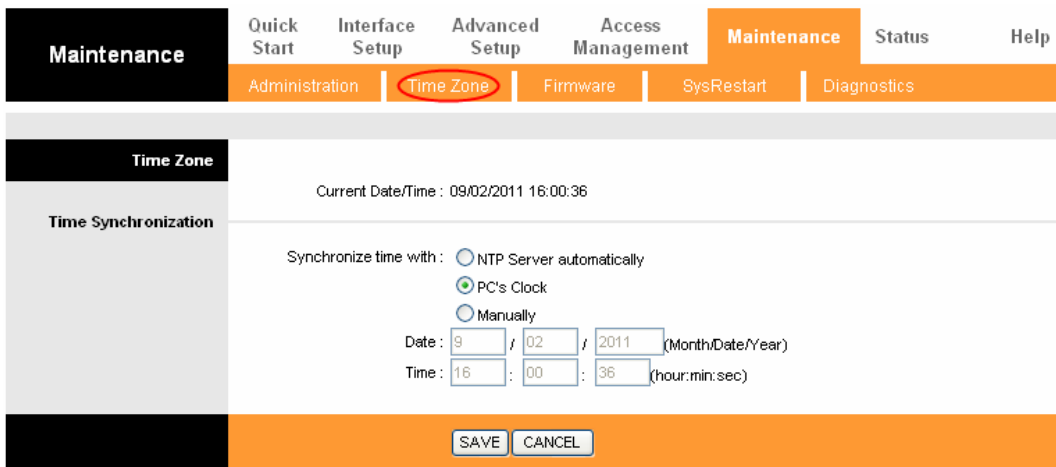 Maintenance
Quick Start
Interface Setup
Advanced Setup
Access Management
Maintenance
Status
Help
Administration
Time Zone
Firmware
SysRestart
Diagnostics
Time Zone
Current Date/Time : 09/02/2011 16:00:36
Time Synchronization
Synchronize time with : NTP Server automatically
PC's Clock
Manually
Date : 9 / 02 / 2011 (Month/Date/Year)
Time : 16 : 00 : 36 (hour:min:sec)
SAVE CANCEL